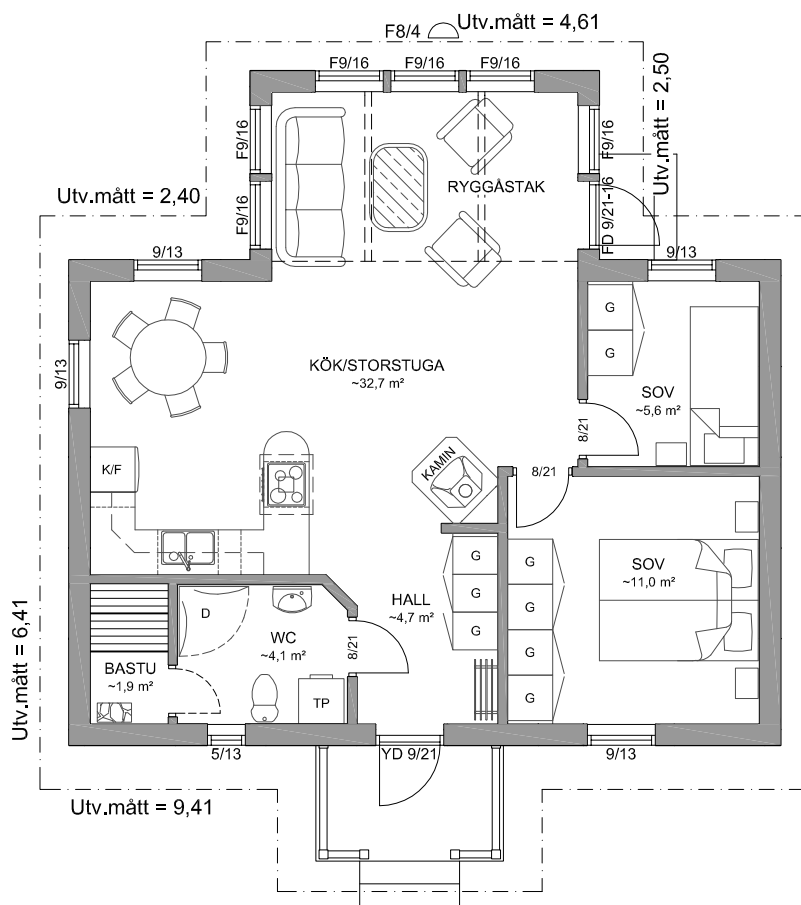 Utv.mått = 4,61
F8/4
F9/16 F9/16 F9/16
Utv.mått = 2,50
F9/16
F9/16
Utv.mått = 2,40
RYGGÅSTAK
F9/16
FD 9/21-16
9/13
9/13
9/13
G
G
KÖK/STORSTUGA
~32,7 m²
SOV
~5,6 m²
8/21
K/F
KAMIN
8/21
G
G
G
G
G
G
G
SOV
~11,0 m²
HALL
~4,7 m²
D
WC
~4,1 m²
8/21
BASTU
~1,9 m²
TP
Utv.mått = 6,41
5/13
YD 9/21
9/13
Utv.mått = 9,41